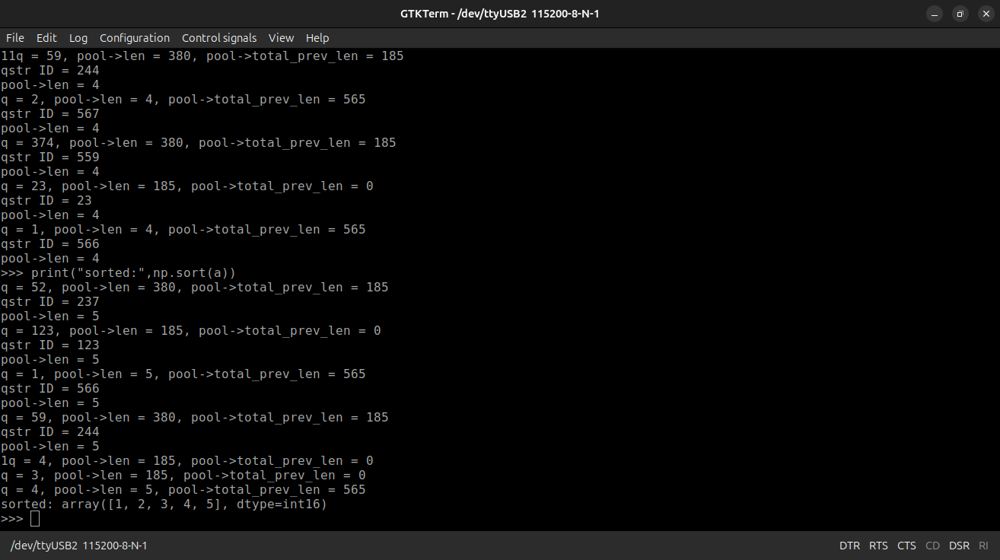 GTKTerm - /dev/ttyUSB2 115200-8-N-1
File Edit Log Configuration Control signals View Help
11q = 59, pool->len = 380, pool->total_prev_len = 185
qstr ID = 244
pool->len = 4
q = 2, pool->len = 4, pool->total_prev_len = 565
qstr ID = 567
pool->len = 4
q = 374, pool->len = 380, pool->total_prev_len = 185
qstr ID = 559
pool->len = 4
q = 23, pool->len = 185, pool->total_prev_len = 0
qstr ID = 23
pool->len = 4
q = 1, pool->len = 4, pool->total_prev_len = 565
qstr ID = 566
pool->len = 4
>>> print("sorted:",np.sort(a))
q = 52, pool->len = 380, pool->total_prev_len = 185
qstr ID = 237
pool->len = 5
q = 123, pool->len = 185, pool->total_prev_len = 0
qstr ID = 123
pool->len = 5
q = 1, pool->len = 5, pool->total_prev_len = 565
qstr ID = 566
pool->len = 5
q = 59, pool->len = 380, pool->total_prev_len = 185
qstr ID = 244
pool->len = 5
1q = 4, pool->len = 185, pool->total_prev_len = 0
q = 3, pool->len = 185, pool->total_prev_len = 0
q = 4, pool->len = 5, pool->total_prev_len = 565
sorted: array([1, 2, 3, 4, 5], dtype=int16)
>>>
/dev/ttyUSB2 115200-8-N-1 DTR RTS CTS CD DSR RI